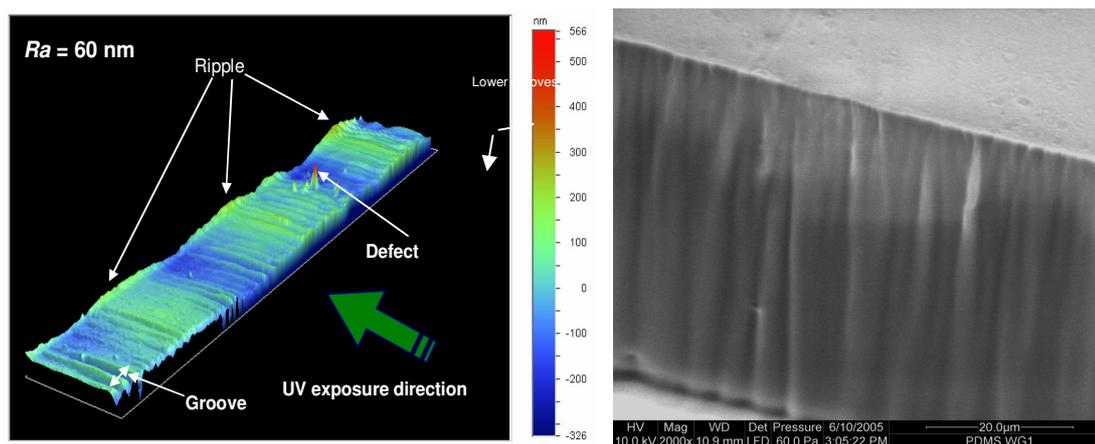 Ra = 60 nm
Ripple
Defect
UV exposure direction
Groove
nm
566
500
400
300
200
100
0
-100
-200
-326
Lower
oves
HV Mag WD Det Pressure 6/10/2005 20.0µm
10.0 kV 2000x 10.9 mm LFD 60.0 Pa 3:05:22 PM PDMS WG1